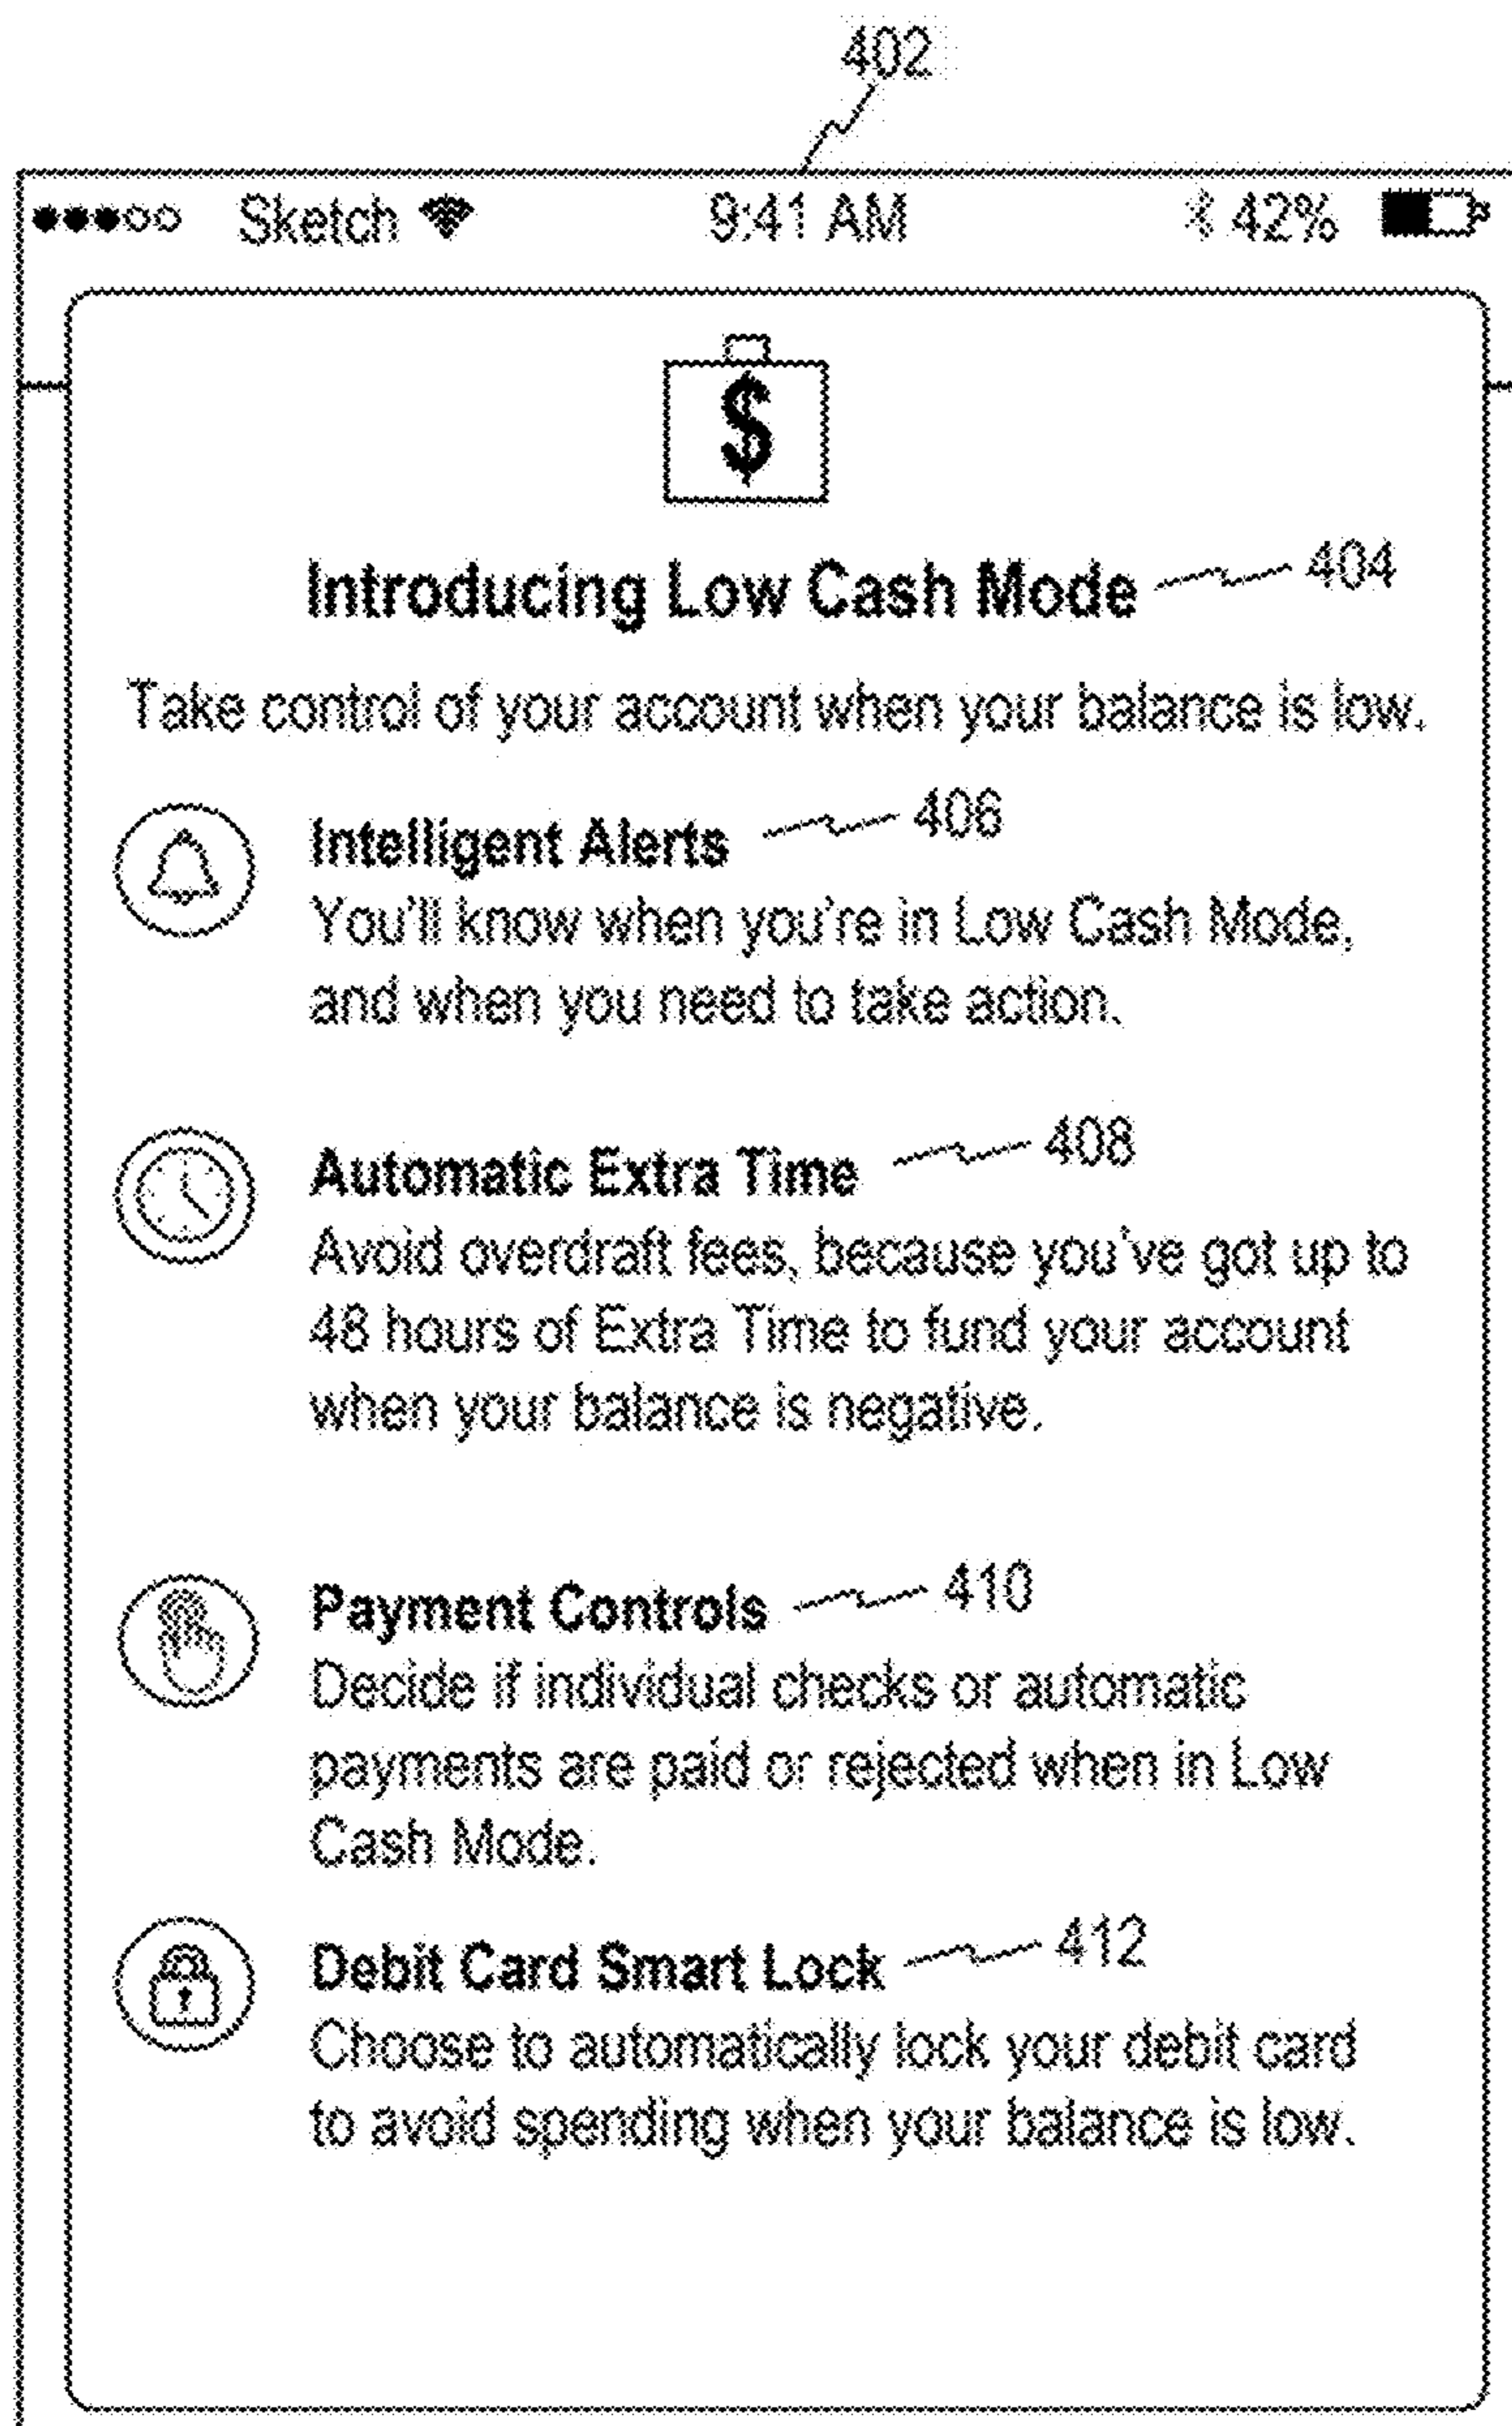 402
Sketch 9:41 AM 42%
$
Introducing Low Cash Mode 404
Take control of your account when your balance is low.
Intelligent Alerts 406
You'll know when you're in Low Cash Mode,
and when you need to take action.
Automatic Extra Time 408
Avoid overdraft fees, because you've got up to
48 hours of Extra Time to fund your account
when your balance is negative.
Payment Controls 410
Decide if individual checks or automatic
payments are paid or rejected when in Low
Cash Mode.
Debit Card Smart Lock 412
Choose to automatically lock your debit card
to avoid spending when your balance is low.